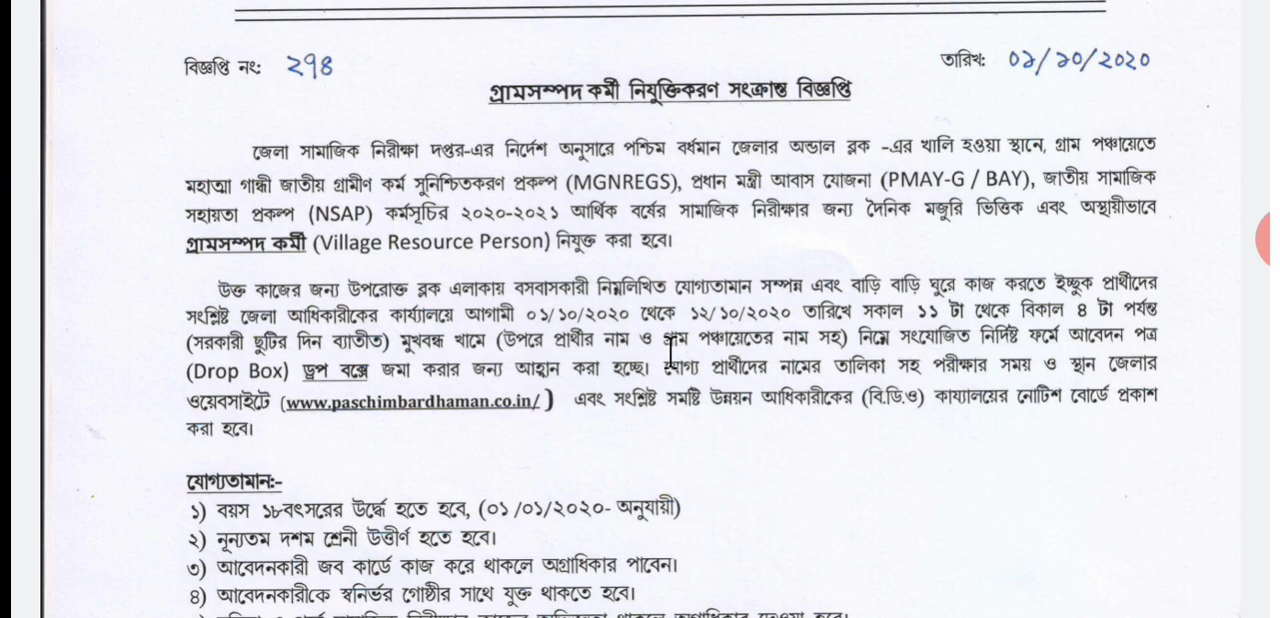 বিজ্ঞপ্তি নং: ২৭৪ তারিখ: ০১/১০/২০২০
গ্রামসম্পদ কর্মী নিযুক্তিকরণ সংক্রান্ত বিজ্ঞপ্তি
জেলা সামাজিক নিরীক্ষা দপ্তর-এর নির্দেশ অনুসারে পশ্চিম বর্ধমান জেলার অন্ডাল ব্লক -এর খালি হওয়া স্থানে, গ্রাম পঞ্চায়েতে
মহাত্মা গান্ধী জাতীয় গ্রামীণ কর্ম সুনিশ্চিতকরণ প্রকল্প (MGNREGS), প্রধান মন্ত্রী আবাস যোজনা (PMAY-G / BAY), জাতীয় সামাজিক
সহায়তা প্রকল্প (NSAP) কর্মসূচির ২০২০-২০২১ আর্থিক বর্ষের সামাজিক নিরীক্ষার জন্য দৈনিক মজুরি ভিত্তিক এবং অস্থায়ীভাবে
গ্রামসম্পদ কর্মী (Village Resource Person) নিযুক্ত করা হবে।
উক্ত কাজের জন্য উপরোক্ত ব্লক এলাকায় বসবাসকারী নিম্নলিখিত যোগ্যতামান সম্পন্ন এবং বাড়ি বাড়ি ঘুরে কাজ করতে ইচ্ছুক প্রার্থীদের
সংশ্লিষ্ট জেলা আধিকারীকের কার্য্যালয়ে আগামী ০১/১০/২০২০ থেকে ১২/১০/২০২০ তারিখে সকাল ১১ টা থেকে বিকাল ৪ টা পর্যন্ত
(সরকারী ছুটির দিন ব্যাতীত) মুখবন্ধ খামে (উপরে প্রার্থীর নাম ও গ্রাম পঞ্চায়েতের নাম সহ) নিম্নে সংযোজিত নির্দিষ্ট ফর্মে আবেদন পত্র
(Drop Box) ড্রপ বক্সে জমা করার জন্য আহ্বান করা হচ্ছে। যোগ্য প্রার্থীদের নামের তালিকা সহ পরীক্ষার সময় ও স্থান জেলার
ওয়েবসাইটে (www.paschimbardhaman.co.in/ ) এবং সংশ্লিষ্ট সমষ্টি উন্নয়ন আধিকারীকের (বি.ডি.ও) কায্যালয়ের নোটিশ বোর্ডে প্রকাশ
করা হবে।
যোগ্যতামান:-
১) বয়স ১৮বৎসরের উর্দ্ধে হতে হবে, (০১/০১/২০২০- অনুযায়ী)
২) নূন্যতম দশম শ্রেনী উত্তীর্ণ হতে হবে।
৩) আবেদনকারী জব কার্ডে কাজ করে থাকলে অগ্রাধিকার পাবেন।
৪) আবেদনকারীকে স্বনির্ভর গোষ্ঠীর সাথে যুক্ত থাকতে হবে।